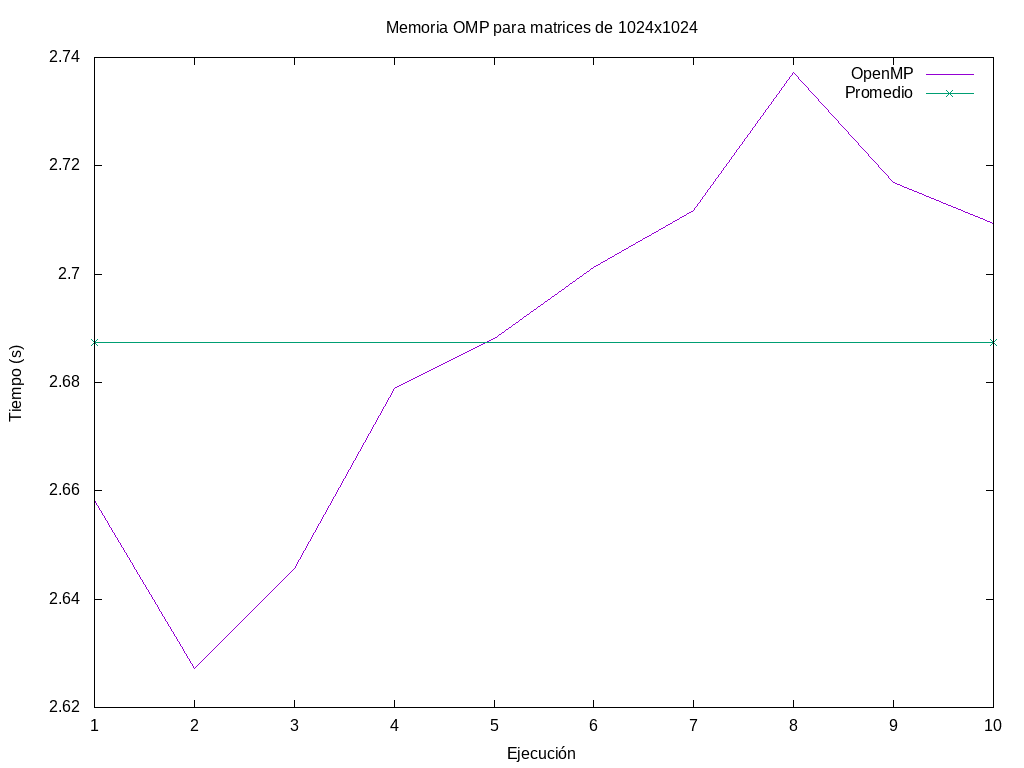 Memoria OMP para matrices de 1024x1024
OpenMP
Promedio
2.74
2.72
2.7
2.68
2.66
2.64
2.62
Tiempo (s)
1 2 3 4 5 6 7 8 9 10
Ejecución